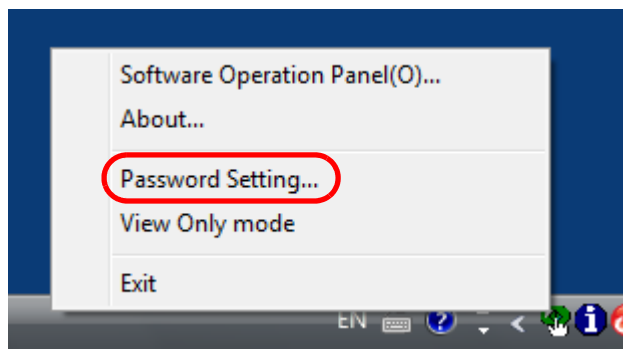 Software Operation Panel(O)...
About...
Password Setting...
View Only mode
Exit
EN